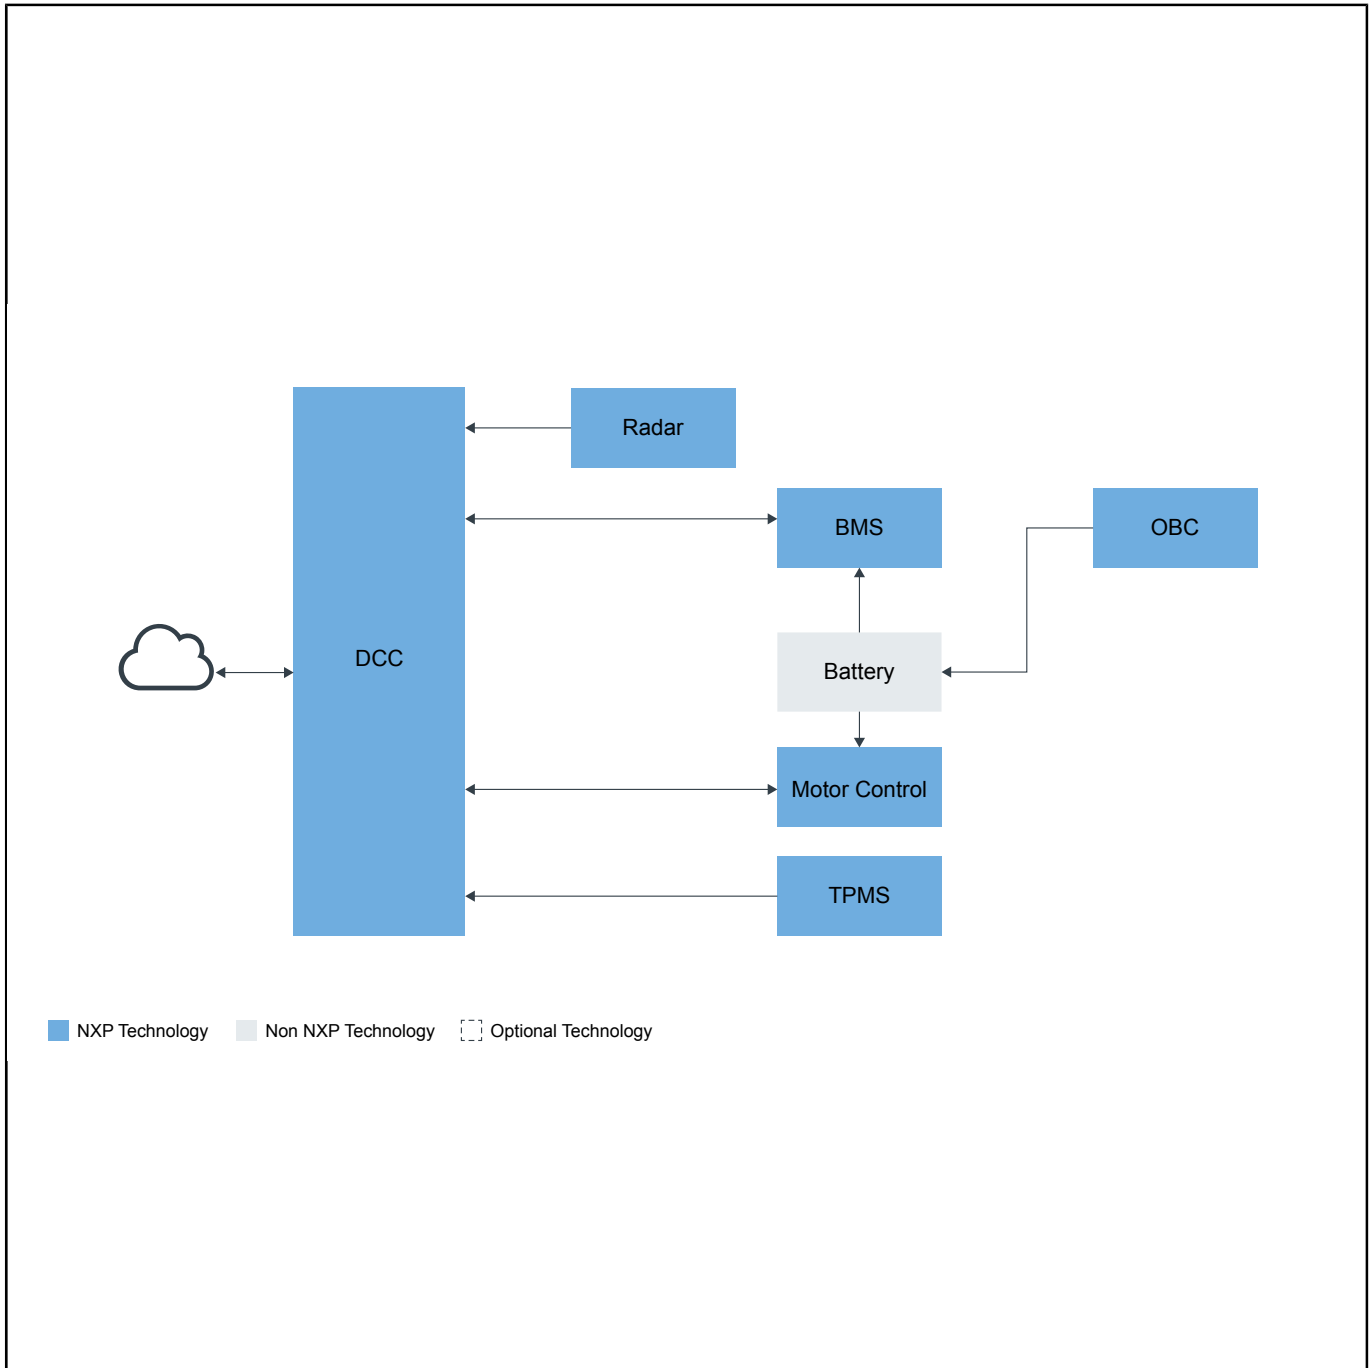 Radar
BMS
OBC
DCC
Battery
Motor Control
TPMS
NXP Technology
Non NXP Technology
Optional Technology